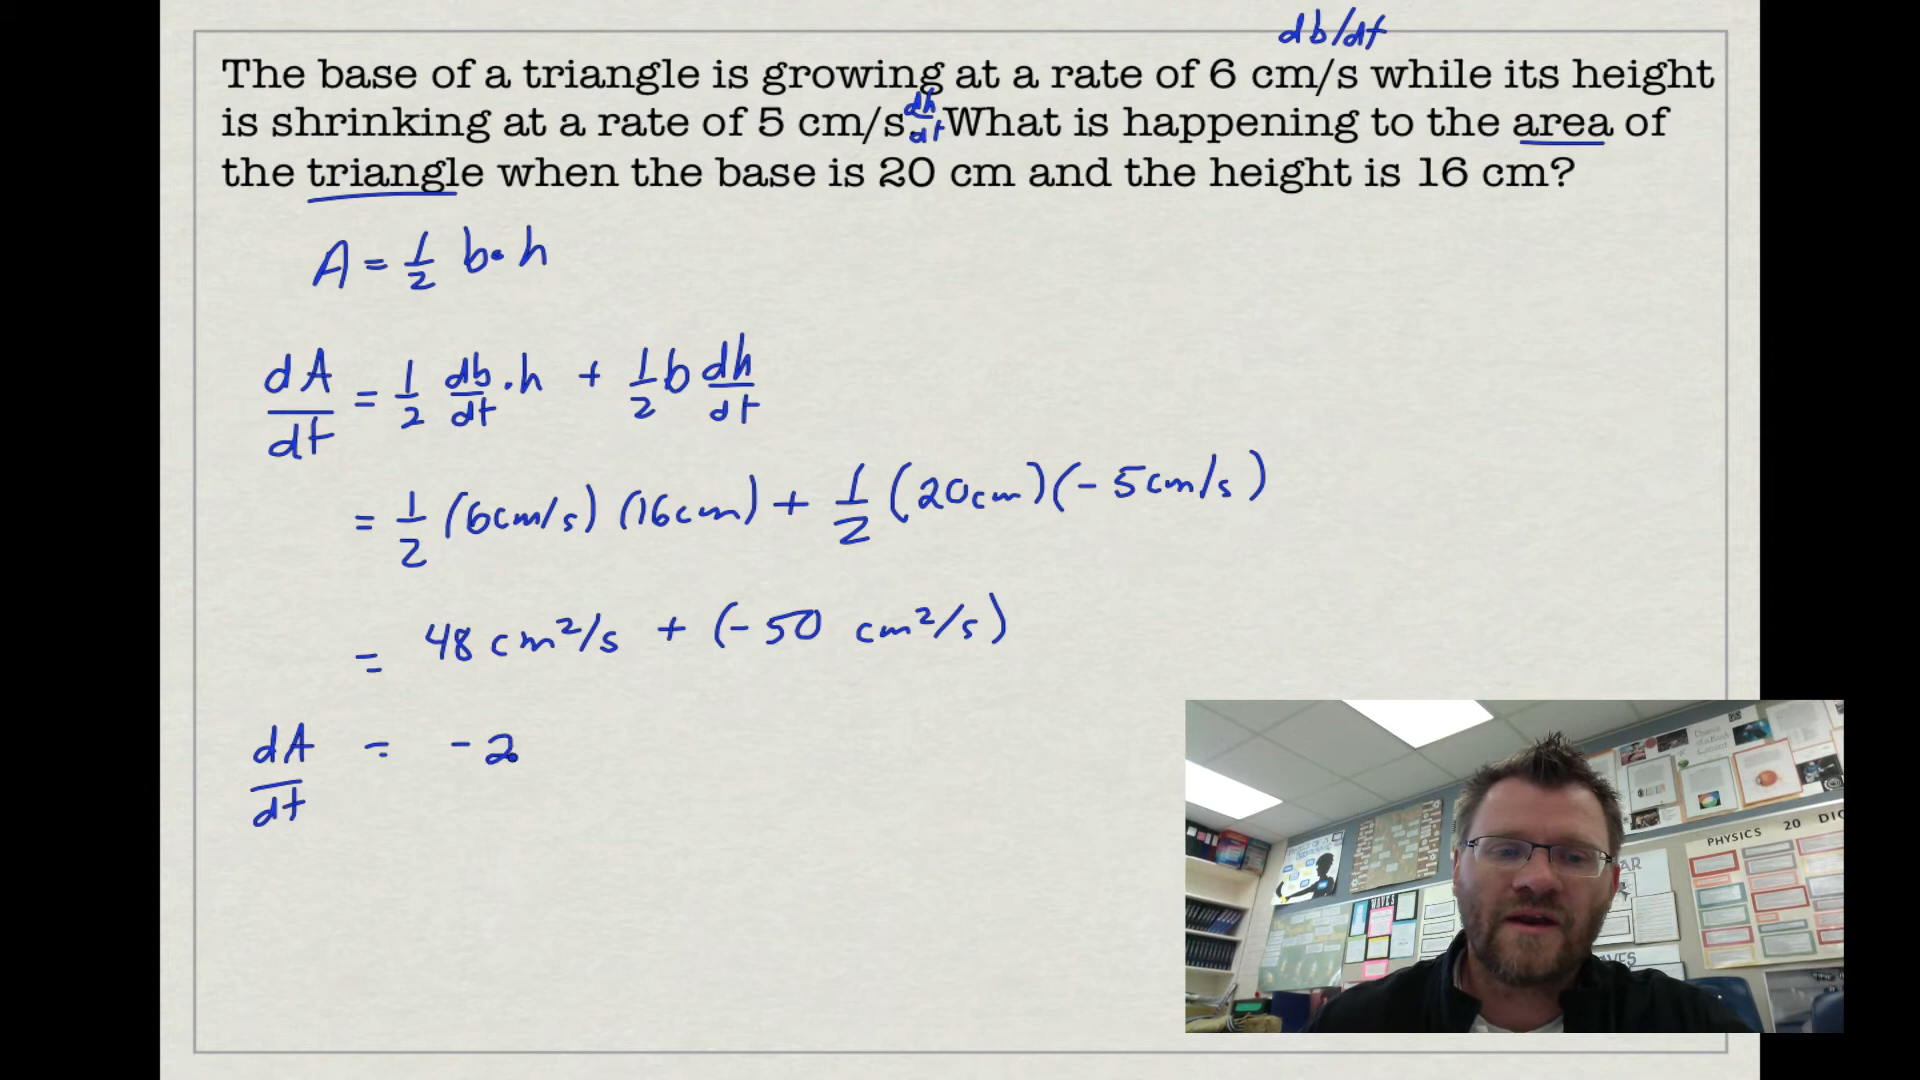 db/dt
The base of a triangle is growing at a rate of 6 cm/s while its height
dh/dt
is shrinking at a rate of 5 cm/s. What is happening to the area of
the triangle when the base is 20 cm and the height is 16 cm?
A = 1/2 b • h
dA/dt = 1/2 db/dt . h + 1/2 b dh/dt
= 1/2 (6cm/s) (16cm) + 1/2 (20cm)(-5cm/s)
= 48 cm²/s + (-50 cm²/s)
dA/dt = -2
PHYSICS 20
WAVES